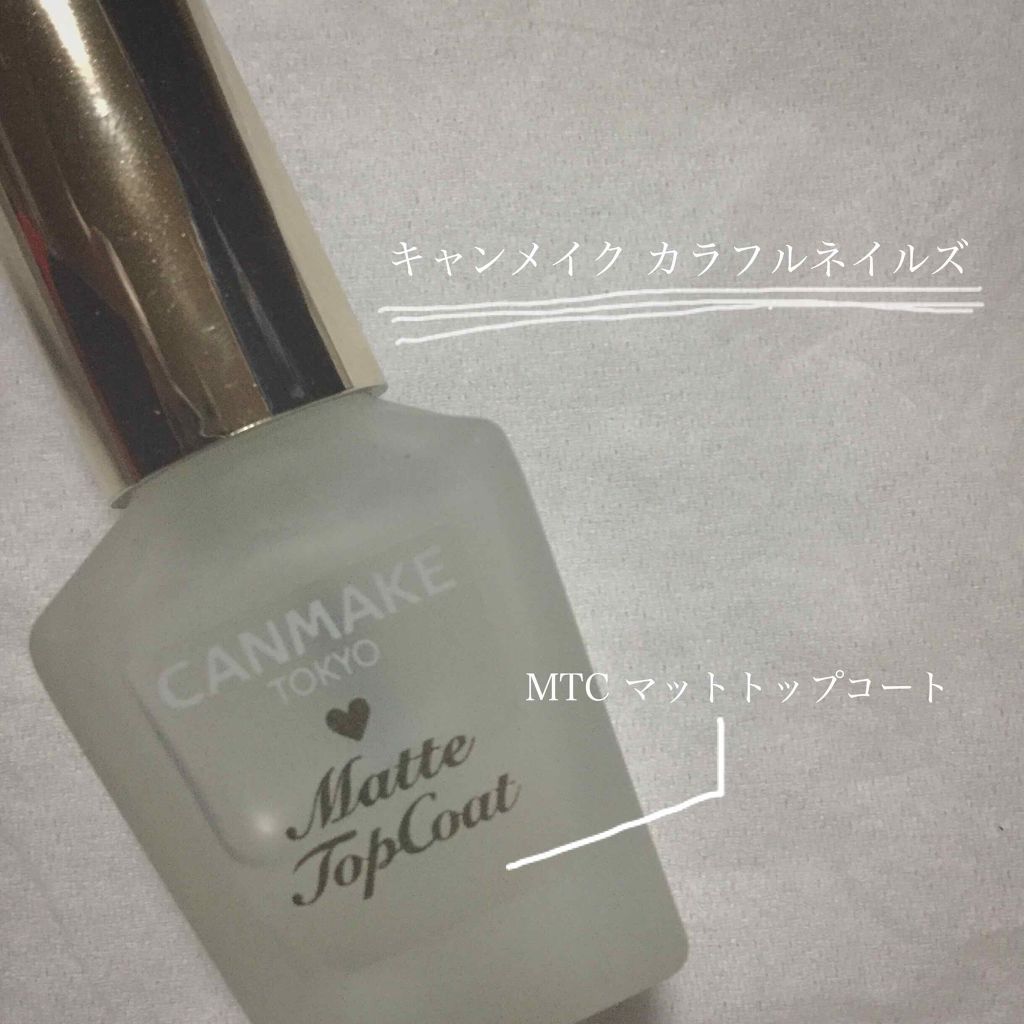 キャンメイク カラフルネイルズ
CANMAKE
TOKYO
MTC マットトップコート
Matte
TopCoat